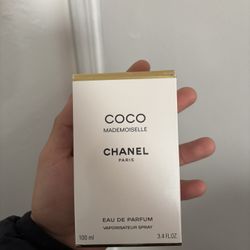 COCO
MADEMOISELLE
CHANEL
PARIS
EAU DE PARFUM
VAPORISATEUR SPRAY
100 ml 3.4 FL.OZ.